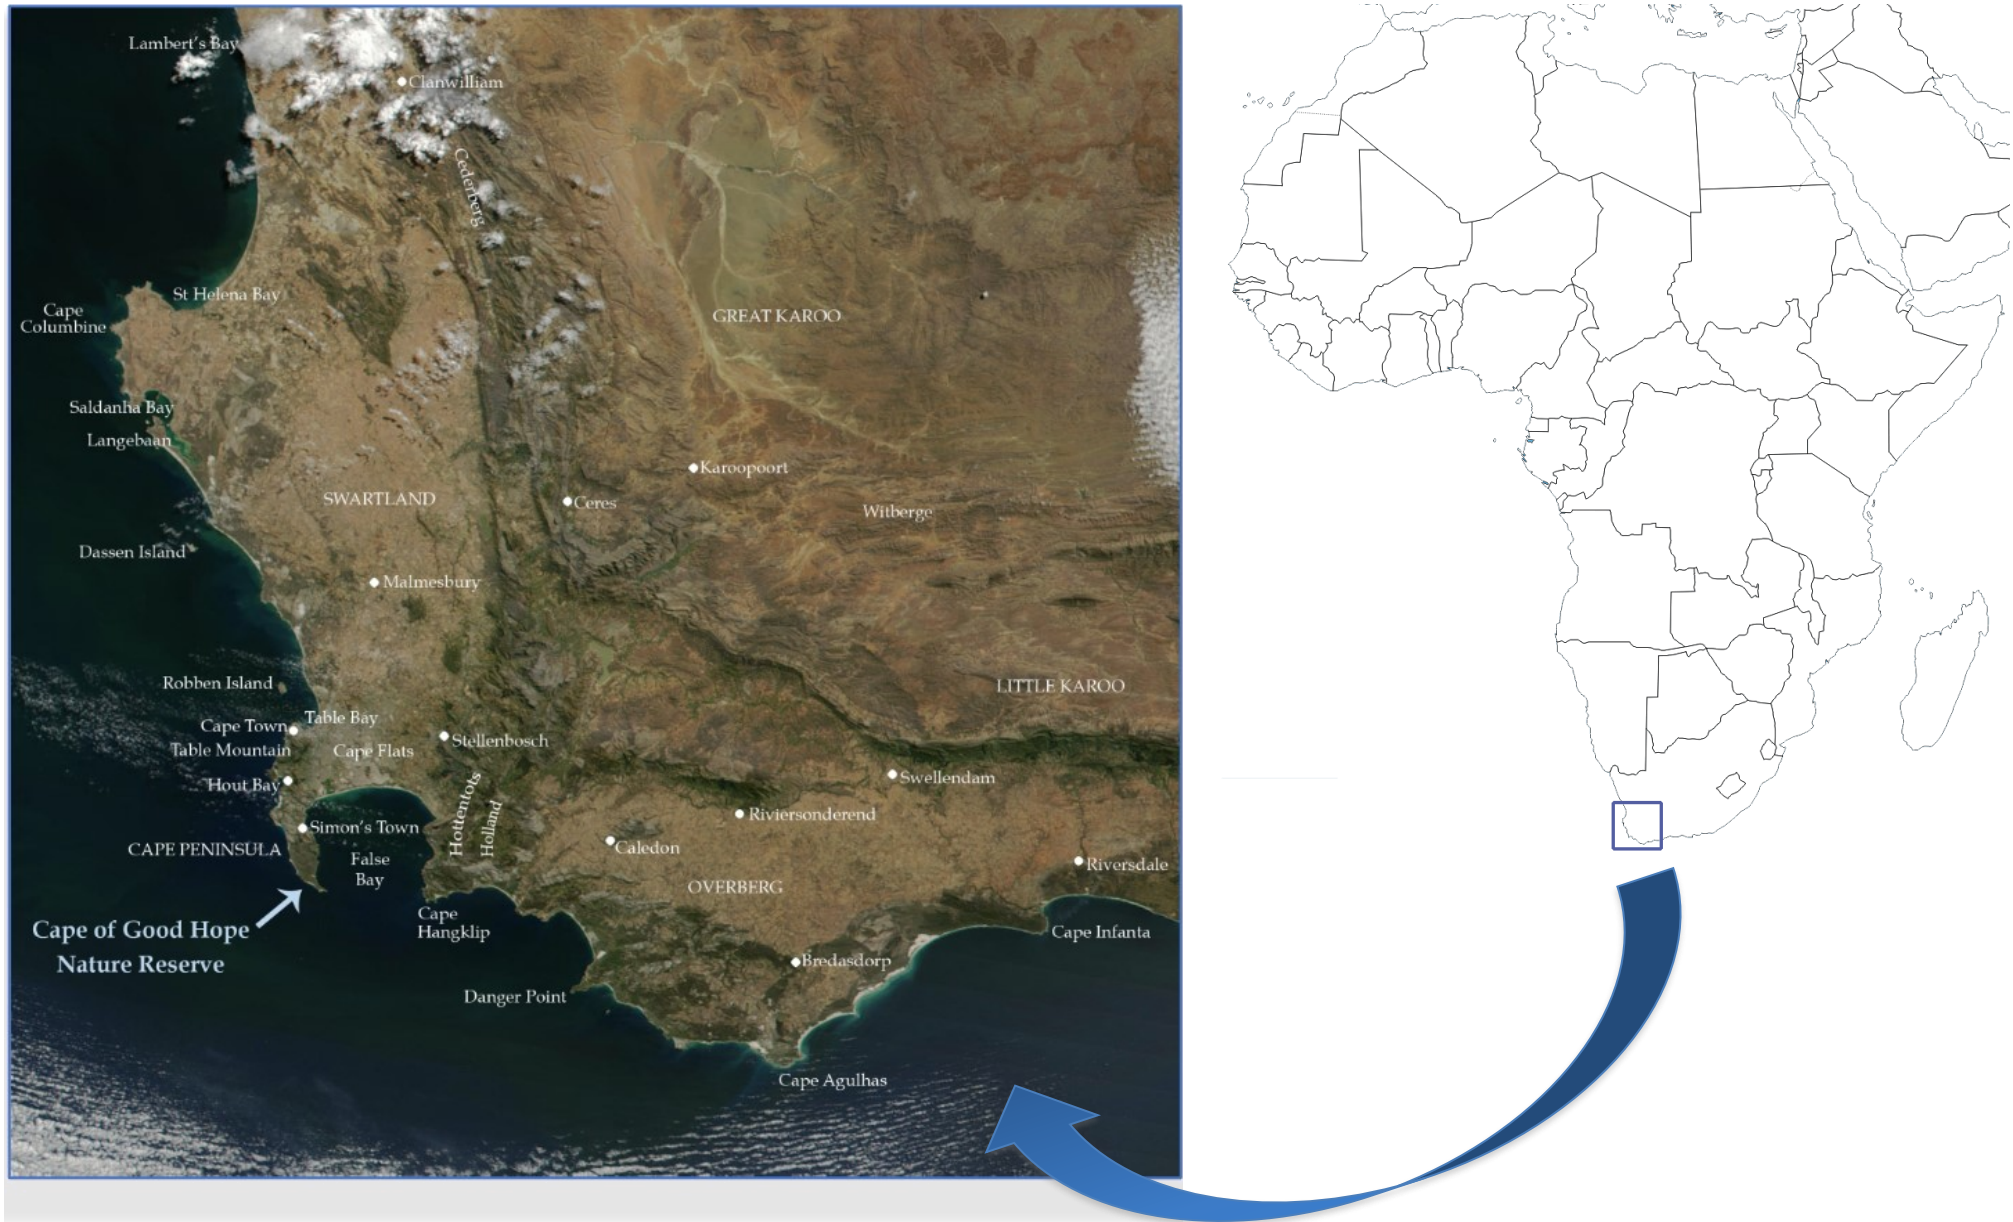 Lambert's Bay
Clanwilliam
Cederberg
St Helena Bay
Cape
Columbine
GREAT KAROO
Saldanha Bay
Langebaan
Karoopoort
SWARTLAND
Ceres
Witberge
Dassen Island
Malmesbury
Robben Island
LITTLE KAROO
Table Bay
Cape Town
Table Mountain
Cape Flats
Stellenbosch
Hout Bay
Swellendam
Hottentots
Holland
Simon's Town
Riviersonderend
CAPE PENINSULA
False
Bay
Caledon
Riversdale
OVERBERG
Cape of Good Hope
Nature Reserve
Cape
Hangklip
Cape Infanta
Bredasdorp
Danger Point
Cape Agulhas